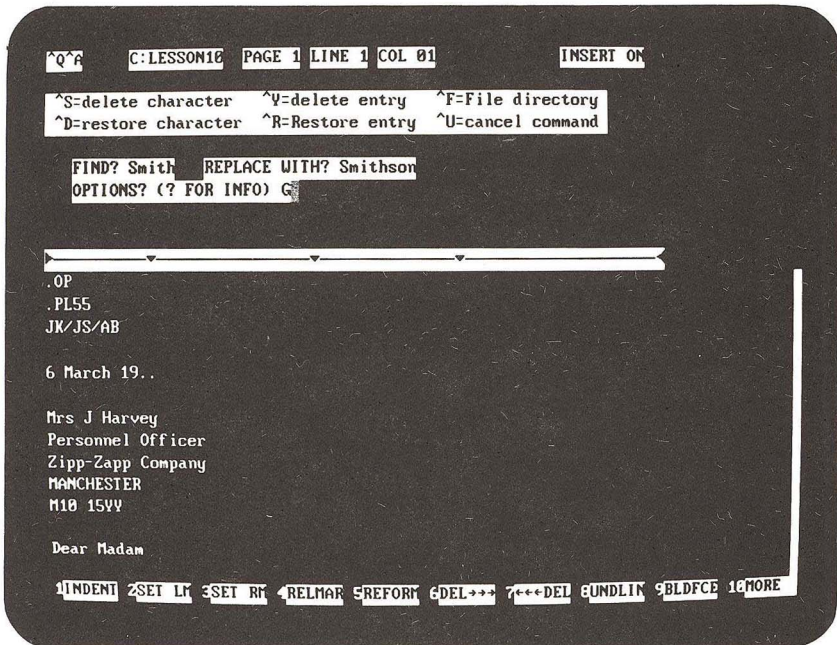 ^Q^A C:LESSON10 PAGE 1 LINE 1 COL 01 INSERT ON
^S=delete character ^Y=delete entry ^F=File directory
^D=restore character ^R=Restore entry ^U=cancel command
FIND? Smith REPLACE WITH? Smithson
OPTIONS? (? FOR INFO) G
.OP
.PL55
JK/JS/AB
6 March 19..
Mrs J Harvey
Personnel Officer
Zipp-Zapp Company
MANCHESTER
M10 15YY
Dear Madam
1INDENT 2SET LM 3SET RM 4RELMAR 5REFORM 6DEL→→→ 7←←←DEL 8UNDLIN 9BLDFCE 10MORE